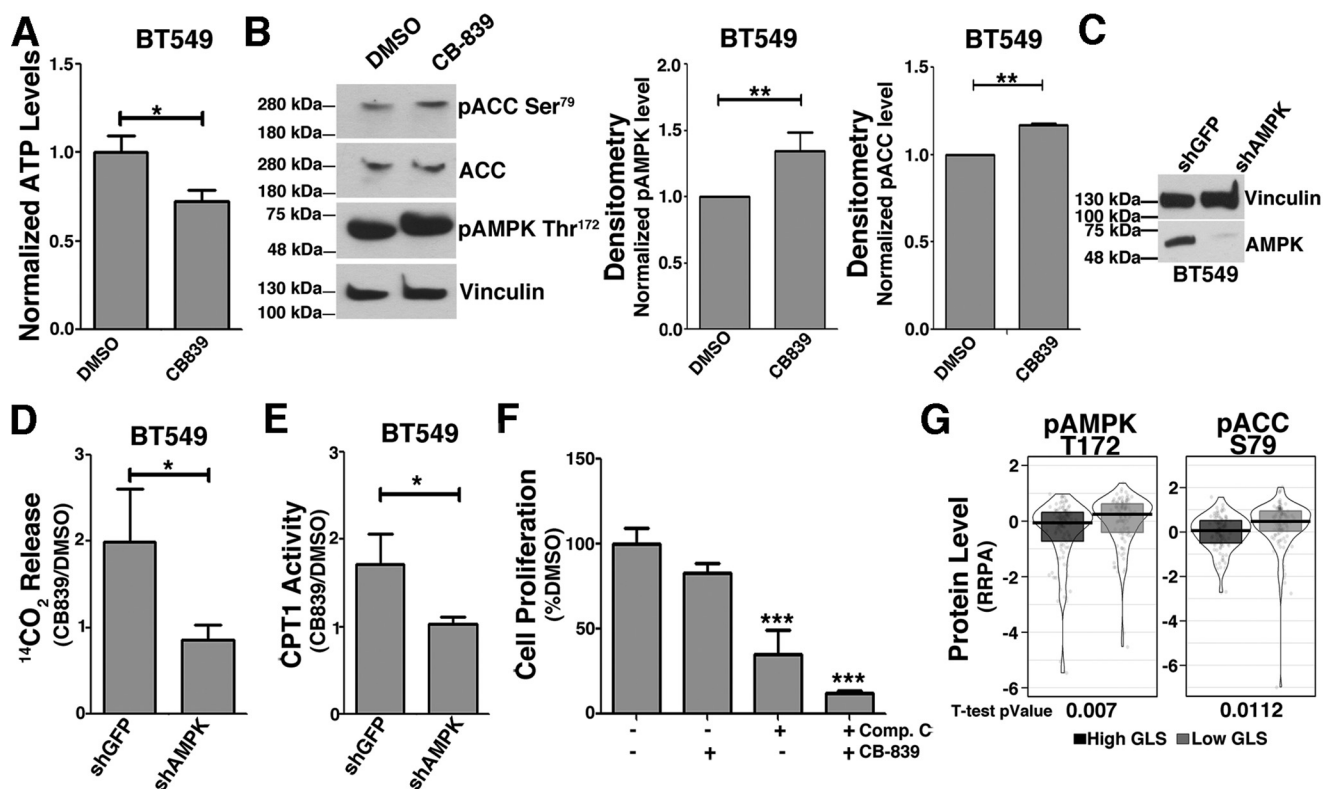 A
BT549
Normalized ATP Levels
1.5
1.0
0.5
0.0
*
DMSO
CB839
B
DMSO
CB-839
280 kDa
180 kDa
pACC Ser79
280 kDa
180 kDa
ACC
75 kDa
48 kDa
pAMPK Thr172
130 kDa
100 kDa
Vinculin
BT549
Densitometry
Normalized pAMPK level
2.0
1.5
1.0
0.5
0.0
**
DMSO
CB839
BT549
Densitometry
Normalized pACC level
1.5
1.0
0.5
0.0
**
DMSO
CB839
C
shGFP
shAMPK
130 kDa
100 kDa
75 kDa
48 kDa
Vinculin
AMPK
BT549
D
BT549
14CO2 Release
(CB839/DMSO)
3
2
1
0
*
shGFP
shAMPK
E
BT549
CPT1 Activity
(CB839/DMSO)
3
2
1
0
*
shGFP
shAMPK
F
Cell Proliferation
(%DMSO)
150
100
50
0
***
***
- - + + Comp. C
- + - + CB-839
G
pAMPK
T172
pACC
S79
Protein Level
(RRPA)
2
0
-2
-4
-6
2
0
-2
-4
-6
T-test pValue 0.007 0.0112
High GLS Low GLS